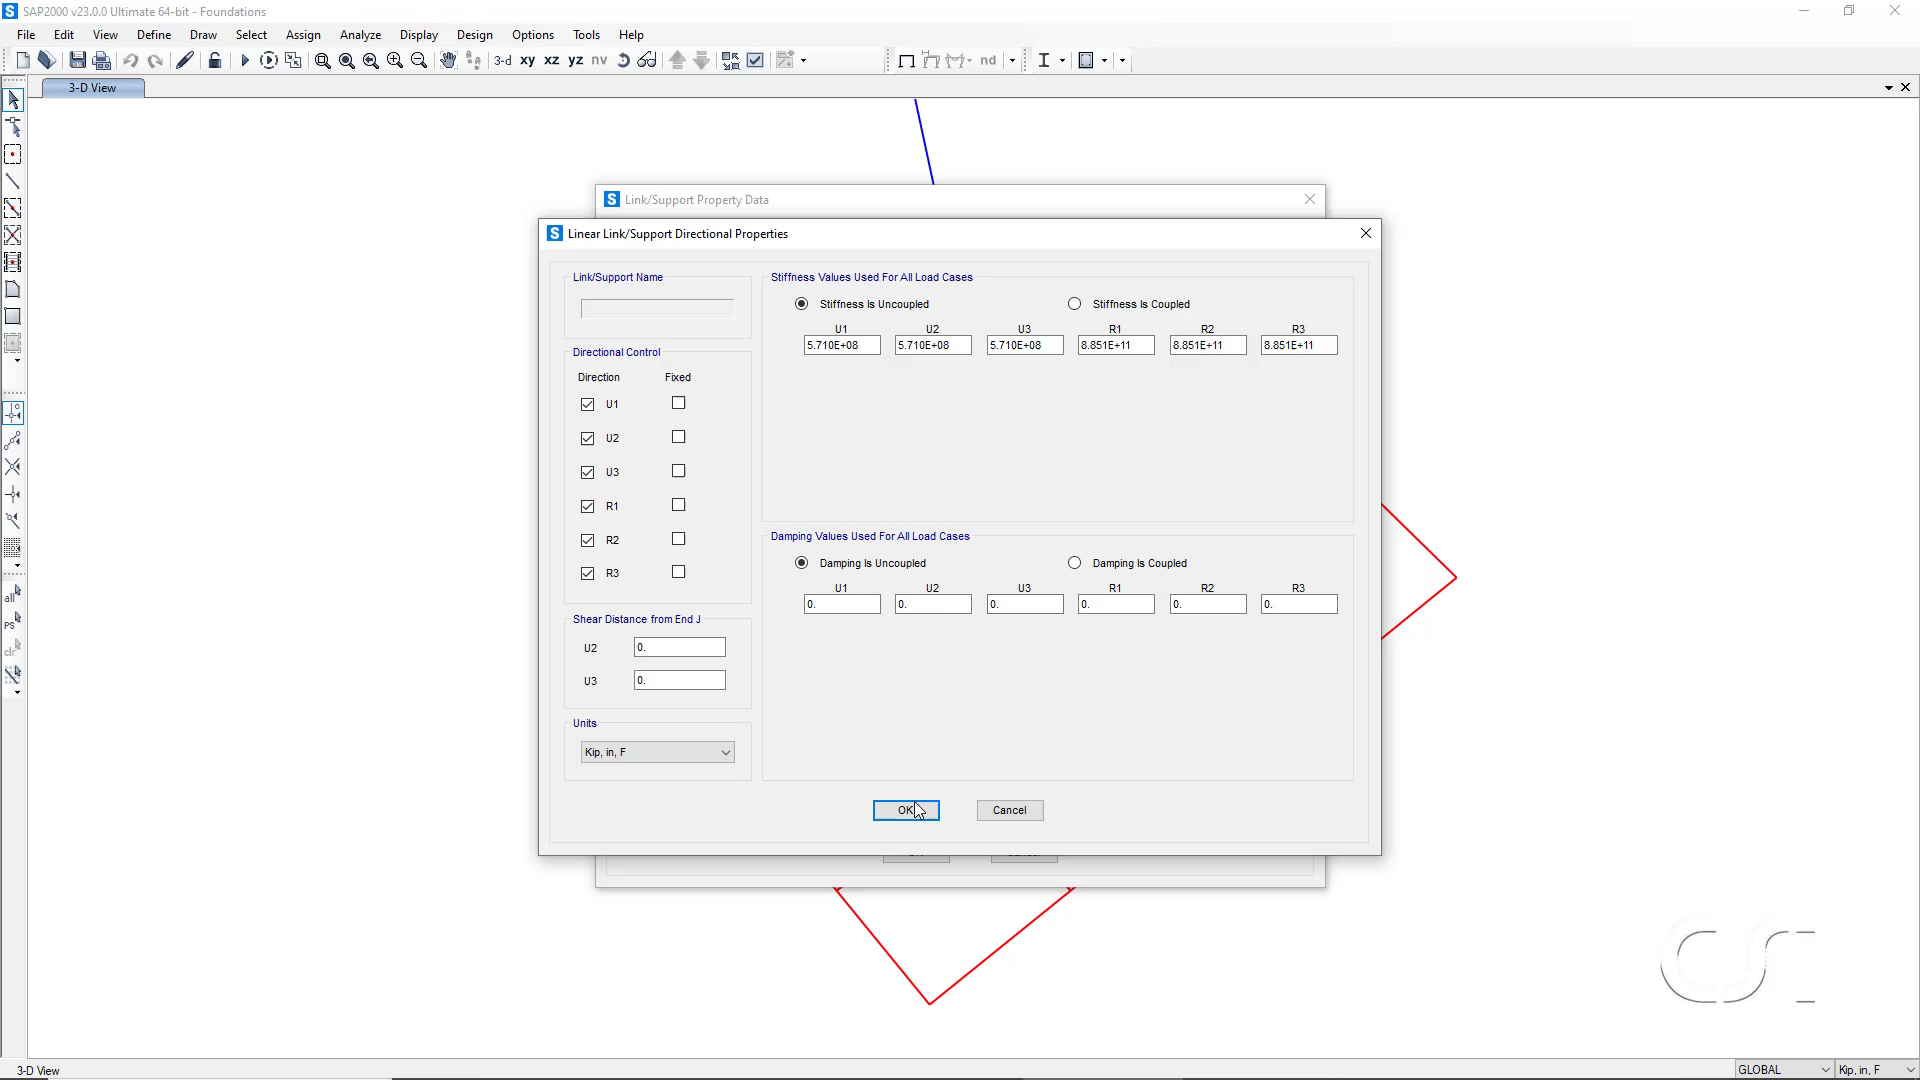 SAP2000 v23.0.0 Ultimate 64-bit - Foundations
File Edit View Define Draw Select Assign Analyze Display Design Options Tools Help
3-d xy xz yz nv nd
3-D View
Link/Support Property Data
Linear Link/Support Directional Properties
Link/Support Name
Directional Control
Direction Fixed
U1
U2
U3
R1
R2
R3
Shear Distance from End J
U2 0.
U3 0.
Units
Kip, in, F
Stiffness Values Used For All Load Cases
Stiffness Is Uncoupled Stiffness Is Coupled
U1 U2 U3 R1 R2 R3
5.710E+08 5.710E+08 5.710E+08 8.851E+11 8.851E+11 8.851E+11
Damping Values Used For All Load Cases
Damping Is Uncoupled Damping Is Coupled
U1 U2 U3 R1 R2 R3
0. 0. 0. 0. 0. 0.
OK Cancel
all
PS
clr
CSI
3-D View GLOBAL Kip, in, F